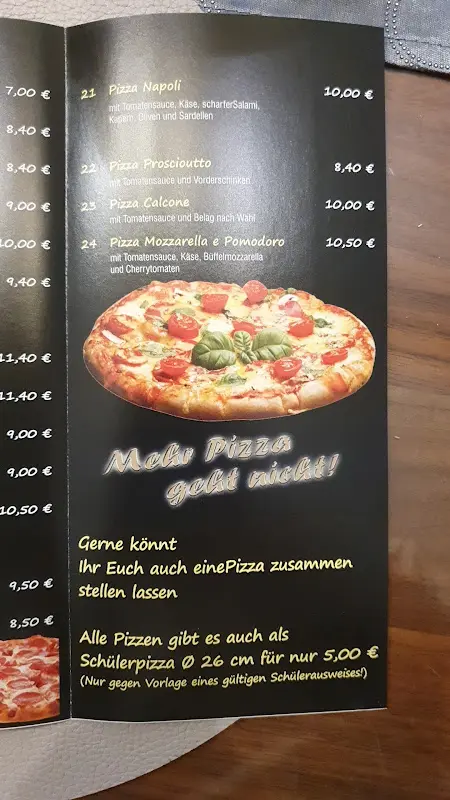 7,00 €
8,40 €
8,40 €
9,00 €
10,00 €
9,40 €
11,40 €
11,40 €
9,00 €
9,00 €
10,50 €
9,50 €
8,50 €
21 Pizza Napoli 10,00 €
mit Tomatensauce, Käse, scharferSalami,
Kapern, Oliven und Sardellen
22 Pizza Proscioutto 8,40 €
mit Tomatensauce und Vorderschinken
23 Pizza Calcone 10,00 €
mit Tomatensauce und Belag nach Wahl
24 Pizza Mozzarella e Pomodoro 10,50 €
mit Tomatensauce, Käse, Büffelmozzarella
und Cherrytomaten
Mehr Pizza
geht nicht!
Gerne könnt
Ihr Euch auch einePizza zusammen
stellen lassen
Alle Pizzen gibt es auch als
Schülerpizza Ø 26 cm für nur 5,00 €
(Nur gegen Vorlage eines gültigen Schülerausweises!)